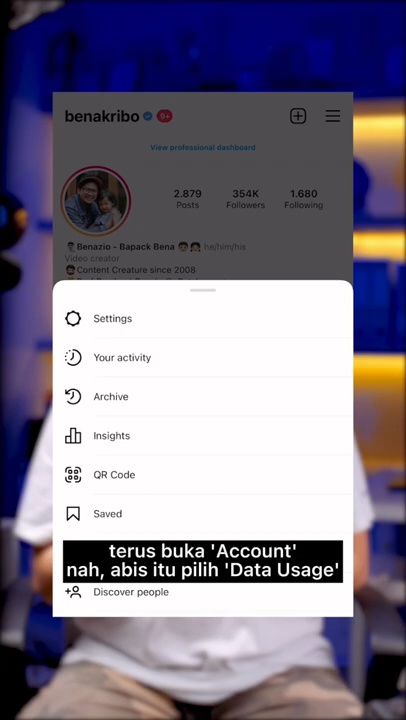 benakribo 9+
View professional dashboard
2.879 354K 1.680
Posts Followers Following
Benazio - Bapack Bena he/him/his
Video creator
Content Creature since 2008
Settings
Your activity
Archive
Insights
QR Code
Saved
terus buka 'Account'
nah, abis itu pilih 'Data Usage'
Discover people